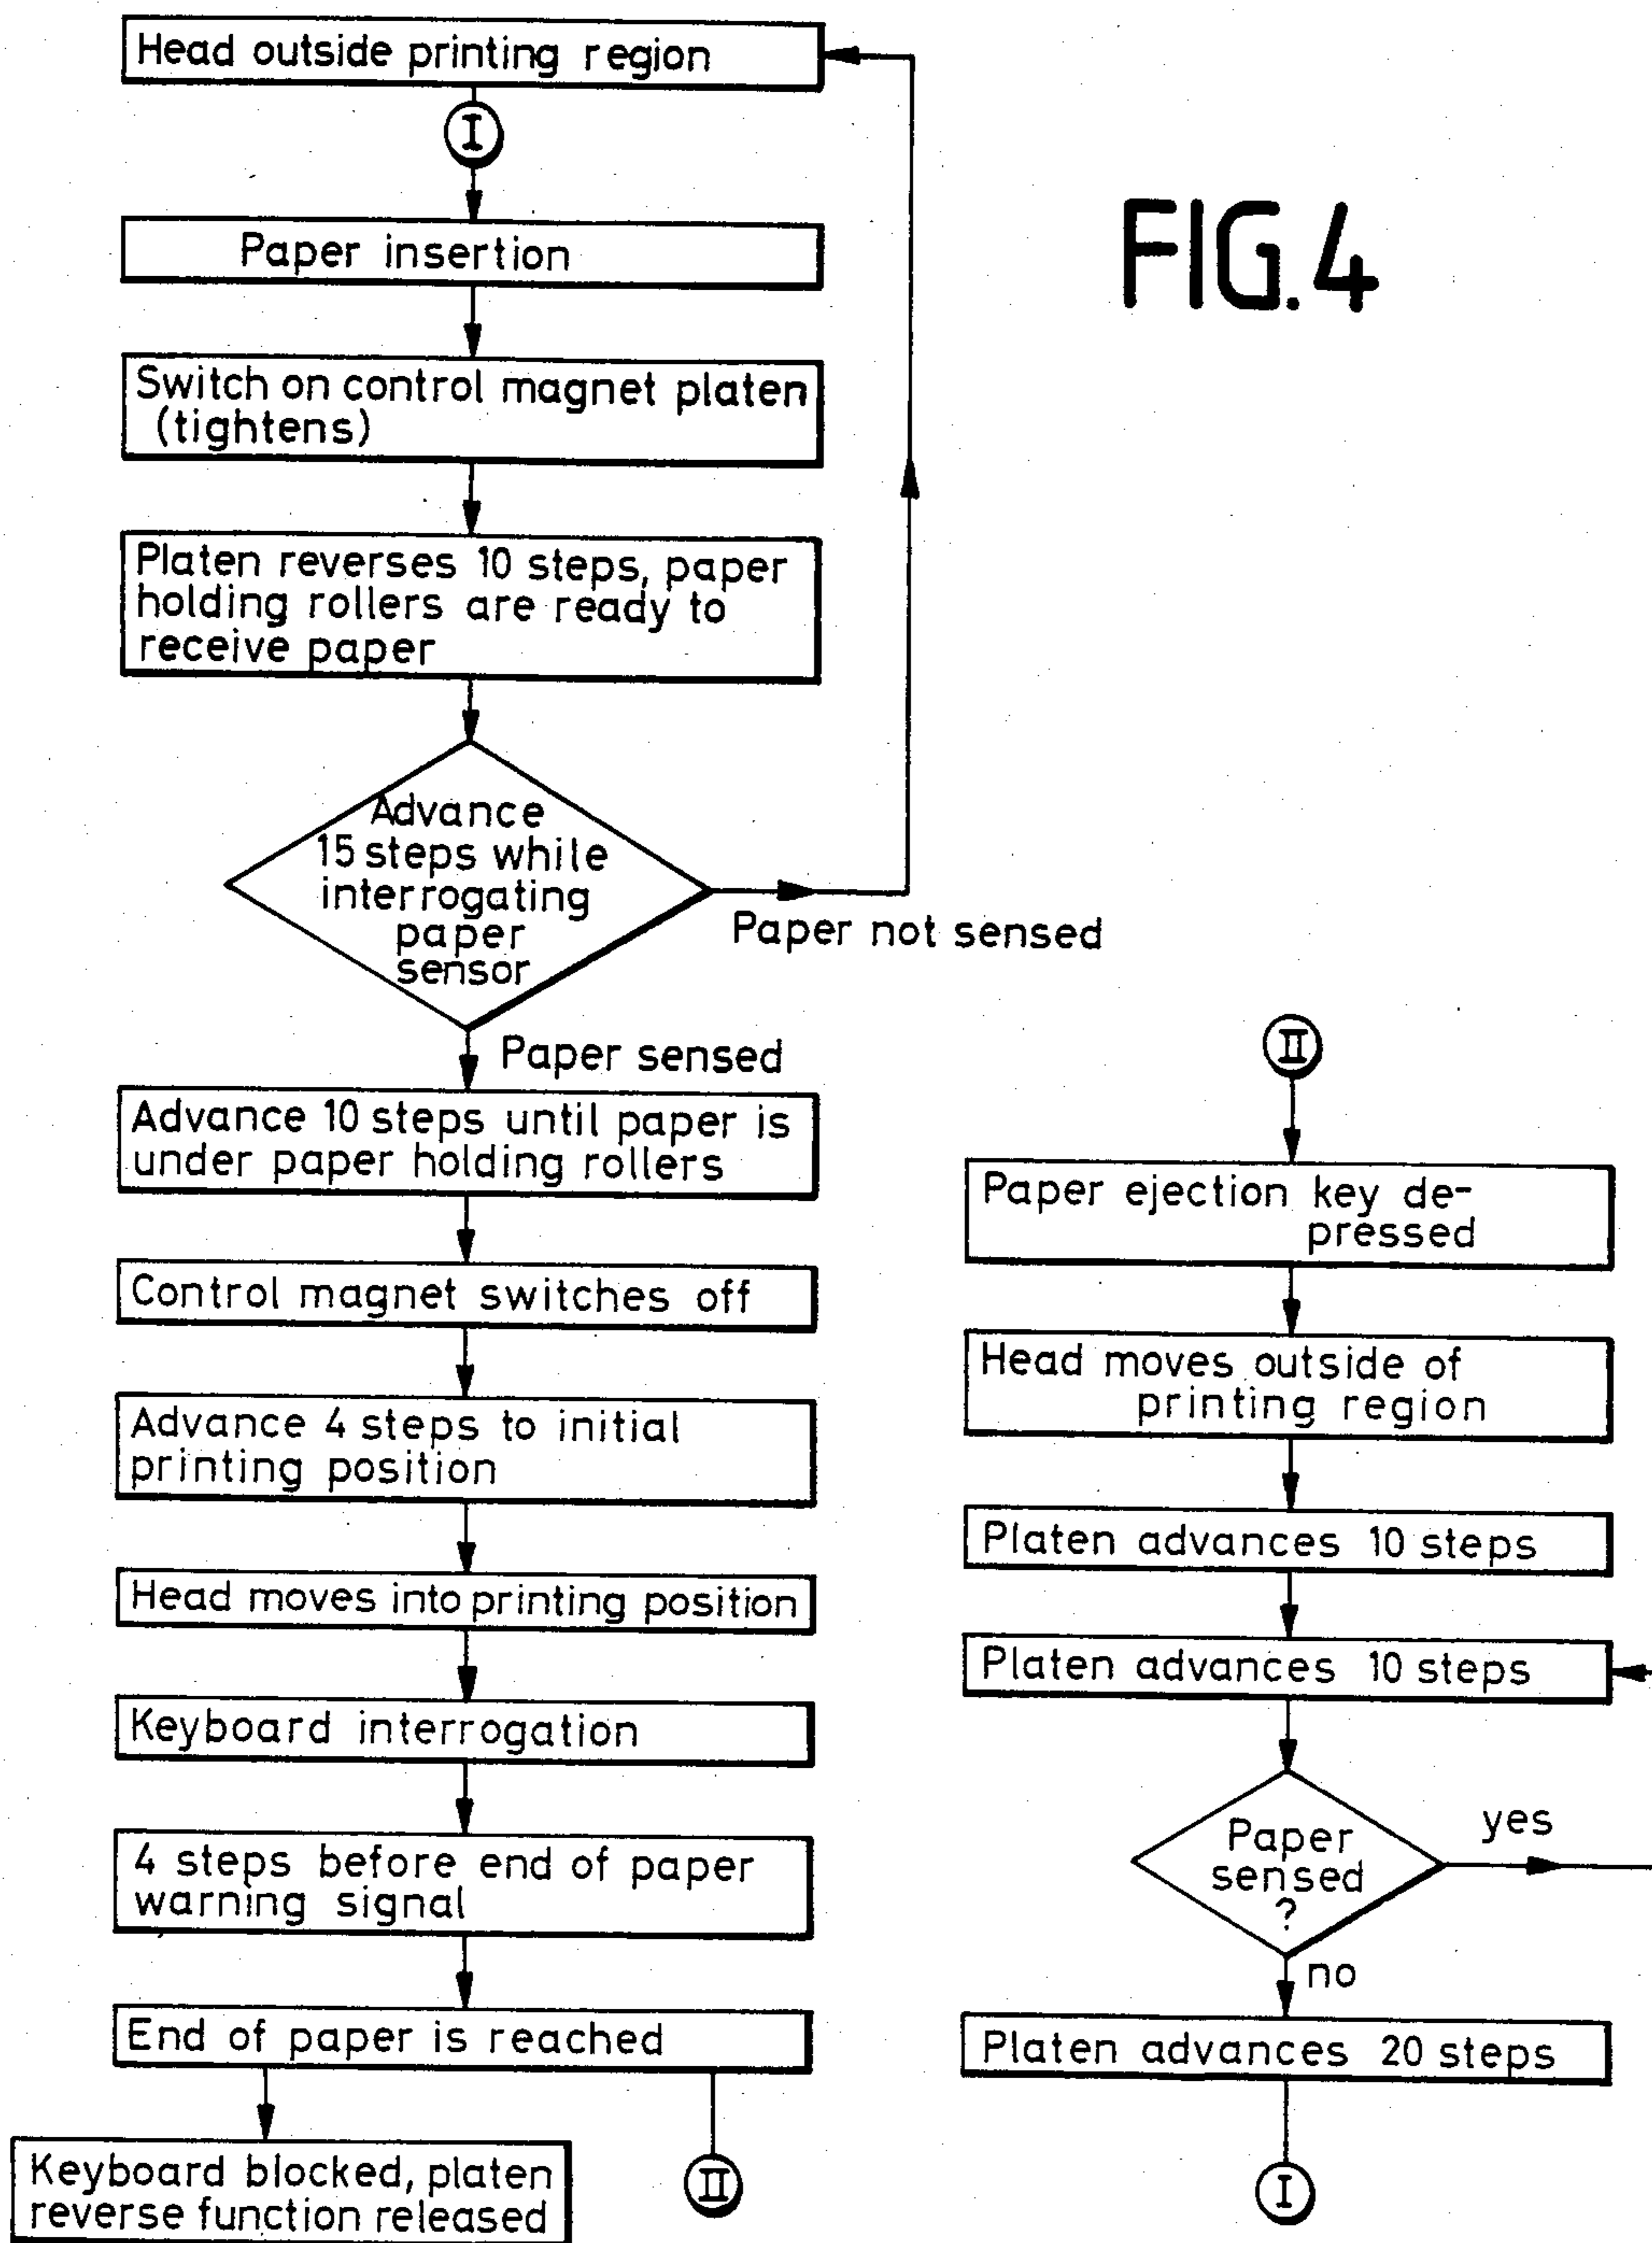 Head outside printing region
I
Paper insertion
Switch on control magnet platen
(tightens)
Platen reverses 10 steps, paper
holding rollers are ready to
receive paper
Advance
15 steps while
interrogating
paper
sensor
Paper not sensed
Paper sensed
Advance 10 steps until paper is
under paper holding rollers
Control magnet switches off
Advance 4 steps to initial
printing position
Head moves into printing position
Keyboard interrogation
4 steps before end of paper
warning signal
End of paper is reached
Keyboard blocked, platen
reverse function released
II
FIG. 4
II
Paper ejection key de-
pressed
Head moves outside of
printing region
Platen advances 10 steps
Platen advances 10 steps
Paper
sensed
?
yes
no
Platen advances 20 steps
I